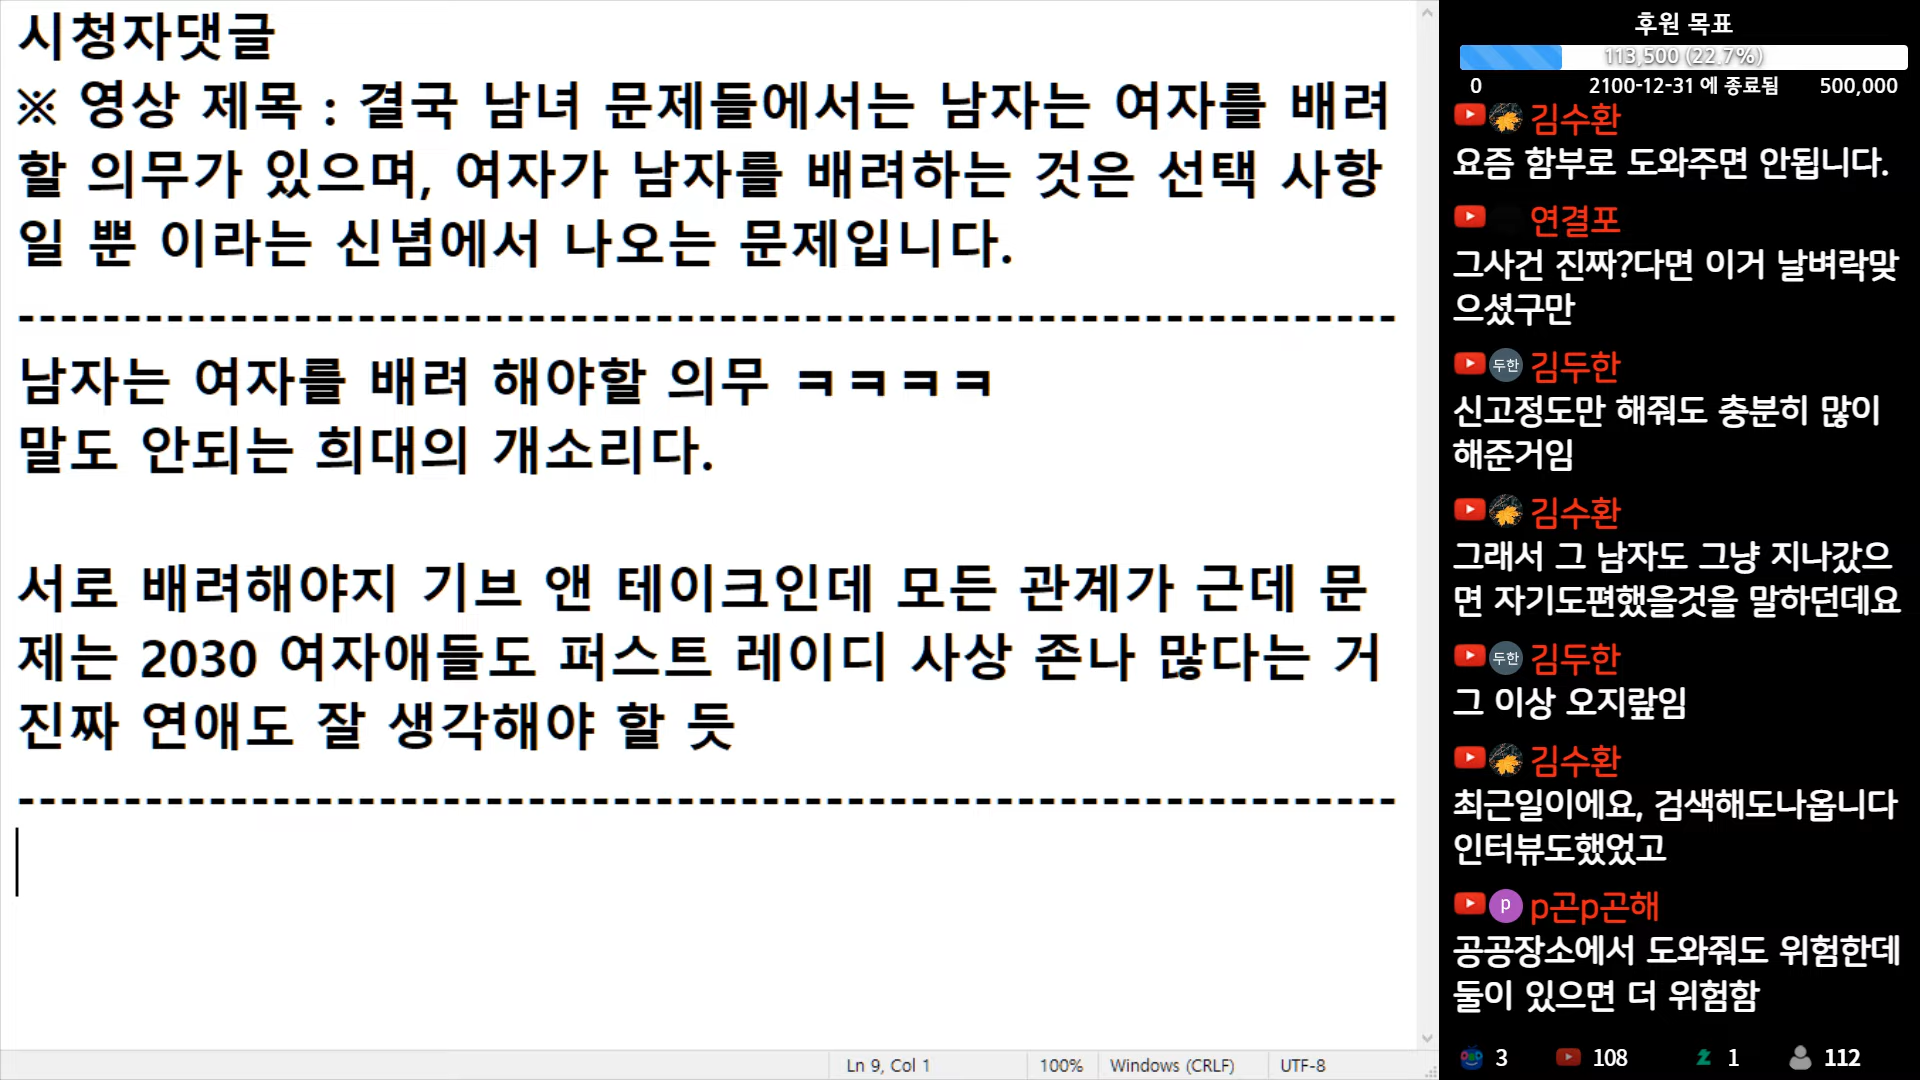 시청자댓글
※ 영상 제목 : 결국 남녀 문제들에서는 남자는 여자를 배려
할 의무가 있으며, 여자가 남자를 배려하는 것은 선택 사항
일 뿐 이라는 신념에서 나오는 문제입니다.
------------------------------------------------------------------
남자는 여자를 배려 해야할 의무 ㅋㅋㅋㅋ
말도 안되는 희대의 개소리다.
서로 배려해야지 기브 앤 테이크인데 모든 관계가 근데 문
제는 2030 여자애들도 퍼스트 레이디 사상 존나 많다는 거
진짜 연애도 잘 생각해야 할 듯
------------------------------------------------------------------
Ln 9, Col 1 100% Windows (CRLF) UTF-8
후원 목표
113,500 (22.7%)
0 2100-12-31 에 종료됨 500,000
김수환
요즘 함부로 도와주면 안됩니다.
연결포
그사건 진짜?다면 이거 날벼락맞
으셨구만
두한 김두한
신고정도만 해줘도 충분히 많이
해준거임
김수환
그래서 그 남자도 그냥 지나갔으
면 자기도편했을것을 말하던데요
두한 김두한
그 이상 오지랖임
김수환
최근일이에요, 검색해도나옵니다
인터뷰도했었고
p p곤p곤해
공공장소에서 도와줘도 위험한데
둘이 있으면 더 위험함
3 108 1 112